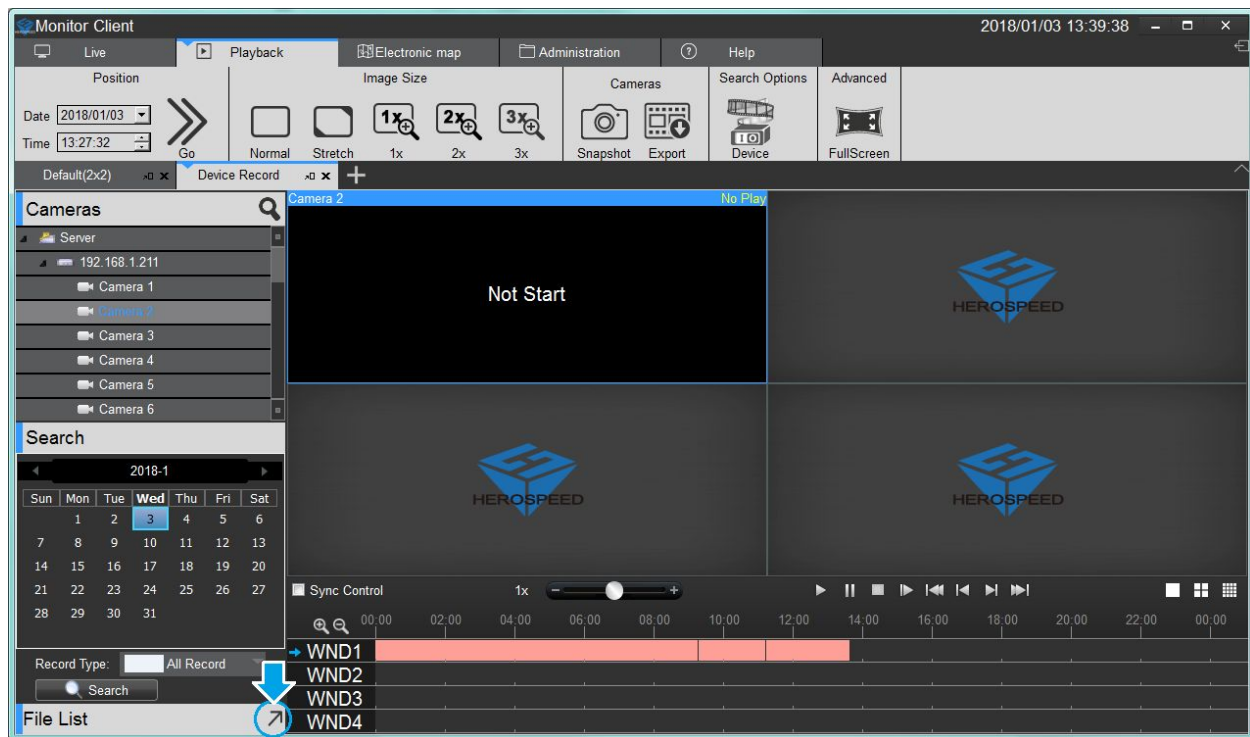 Monitor Client 2018/01/03 13:39:38
Live Playback Electronic map Administration Help
Position Image Size Cameras Search Options Advanced
Date 2018/01/03
Time 13:27:32
Go Normal Stretch 1x 2x 3x Snapshot Export Device FullScreen
1x 2x 3x
Default(2x2) Device Record
Cameras
Server
192.168.1.211
Camera 1
Camera 2
Camera 3
Camera 4
Camera 5
Camera 6
Camera 2 No Play
Not Start
HEROSPEED
HEROSPEED
HEROSPEED
Search
2018-1
Sun Mon Tue Wed Thu Fri Sat
1 2 3 4 5 6
7 8 9 10 11 12 13
14 15 16 17 18 19 20
21 22 23 24 25 26 27
28 29 30 31
Record Type: All Record
Search
File List
Sync Control 1x
00:00 02:00 04:00 06:00 08:00 10:00 12:00 14:00 16:00 18:00 20:00 22:00 00:00
WND1
WND2
WND3
WND4